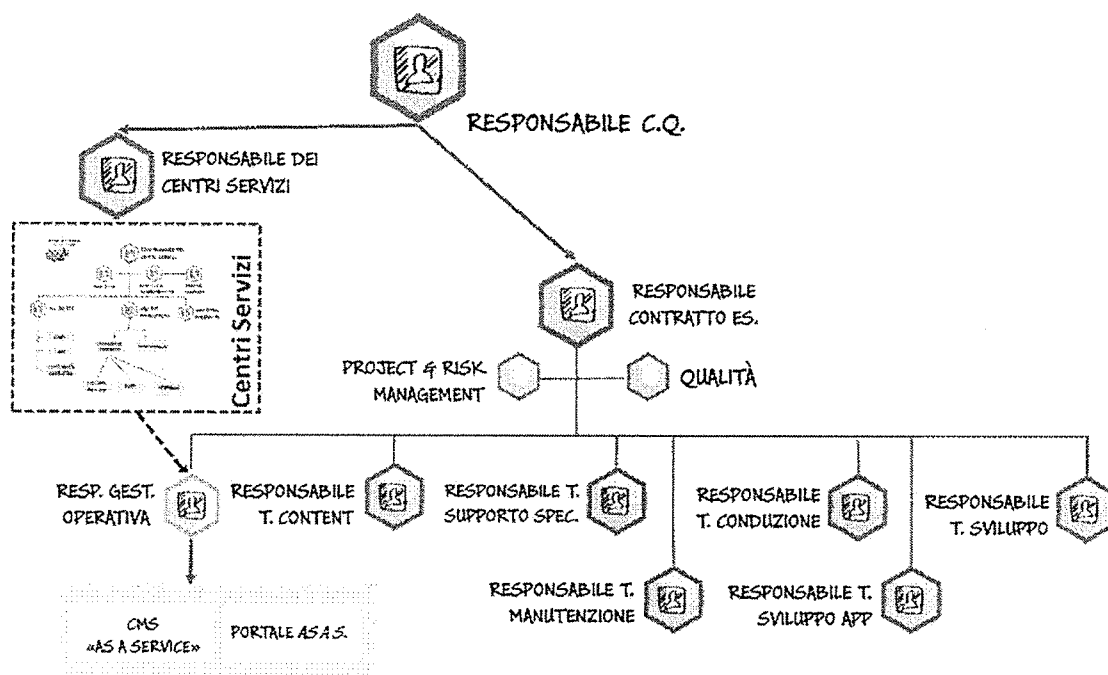 RESPONSABILE C.Q.
RESPONSABILE DEI
CENTRI SERVIZI
Centri Servizi
RESPONSABILE
CONTRATTO ES.
PROJECT & RISK
MANAGEMENT
QUALITÀ
RESP. GEST.
OPERATIVA
RESPONSABILE
T. CONTENT
RESPONSABILE T.
SUPPORTO SPEC.
RESPONSABILE
T. CONDUZIONE
RESPONSABILE
T. SVILUPPO
RESPONSABILE T.
MANUTENZIONE
RESPONSABILE T.
SVILUPPO APP
CMS
«AS A SERVICE»
PORTALE AS.A.S.